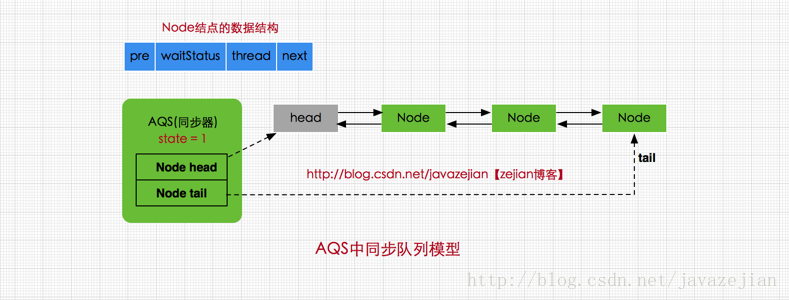 Node结点的数据结构
pre waitStatus thread next
AQS(同步器)
state = 1
Node head
Node tail
head Node Node Node
tail
http://blog.csdn.net/javazejian【zejian博客】
AQS中同步队列模型
http://blog.csdn.net/javazejian